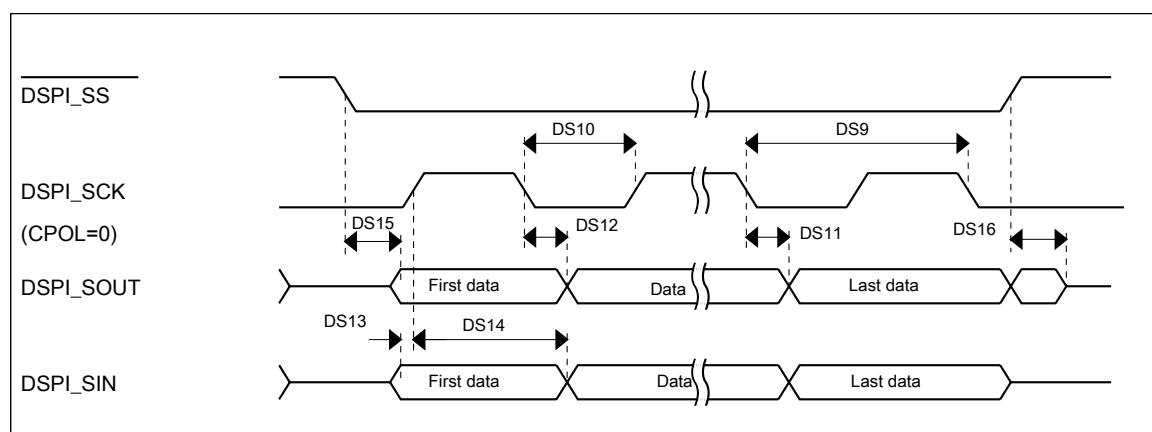 DSPI_SS
DS10
DS9
DSPI_SCK
(CPOL=0)
DS15
DS12
DS11
DS16
DSPI_SOUT
First data
Data
Last data
DS13
DS14
DSPI_SIN
First data
Data
Last data